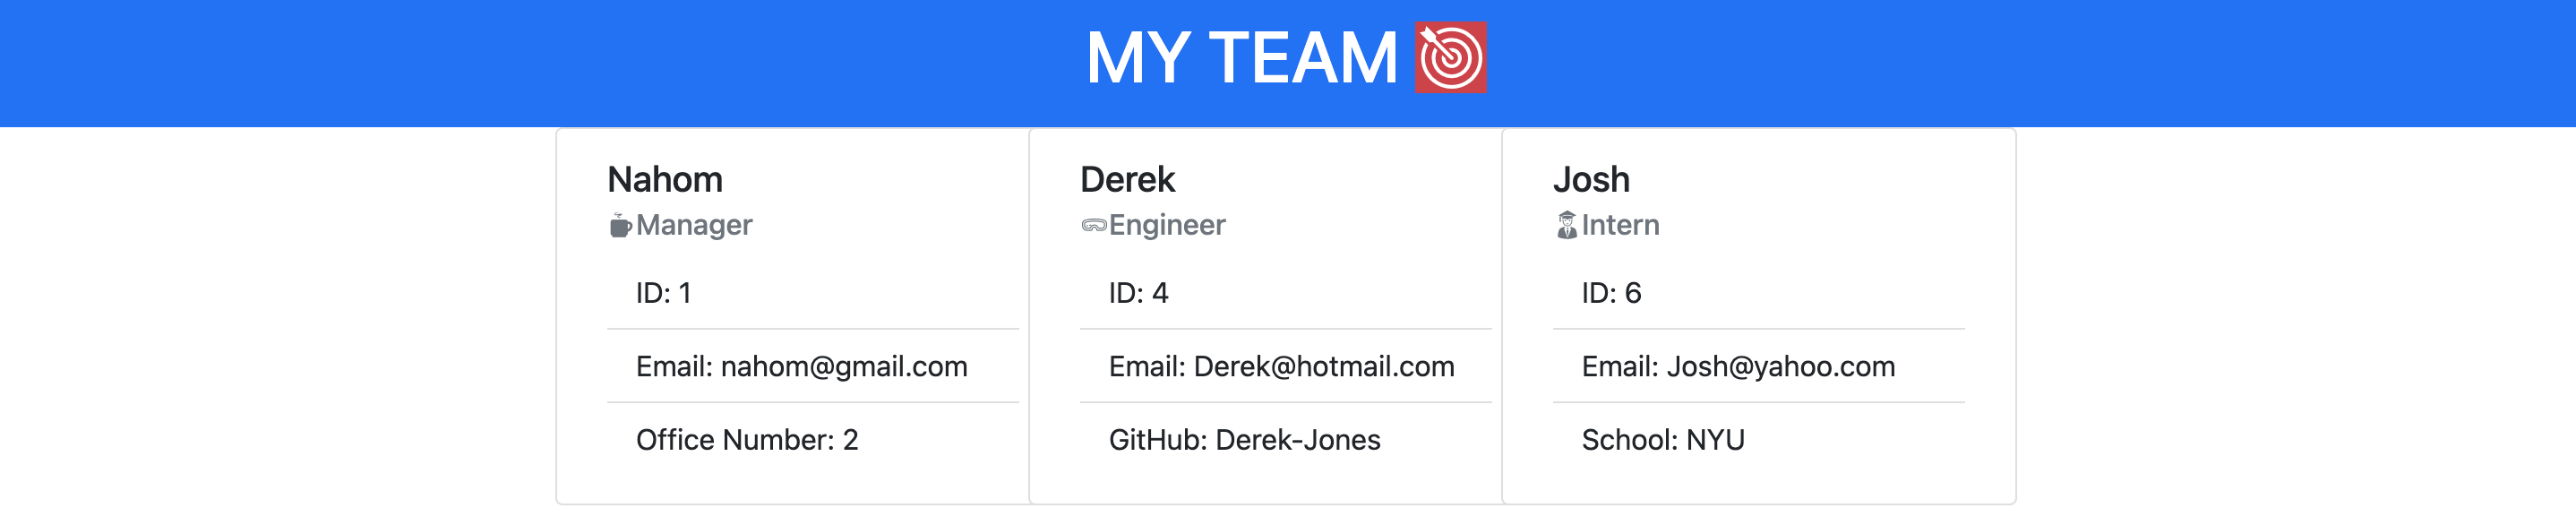 MY TEAM
Nahom
Manager
ID: 1
Email: nahom@gmail.com
Office Number: 2
Derek
Engineer
ID: 4
Email: Derek@hotmail.com
GitHub: Derek-Jones
Josh
Intern
ID: 6
Email: Josh@yahoo.com
School: NYU